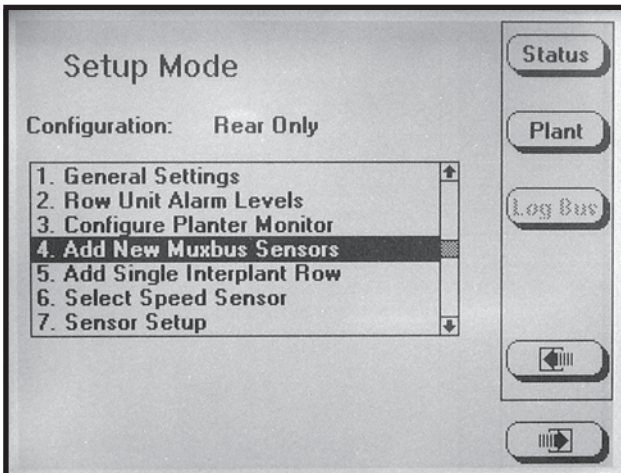 Setup Mode
Configuration: Rear Only
1. General Settings
2. Row Unit Alarm Levels
3. Configure Planter Monitor
4. Add New Muxbus Sensors
5. Add Single Interplant Row
6. Select Speed Sensor
7. Sensor Setup
Status
Plant
Log Bus